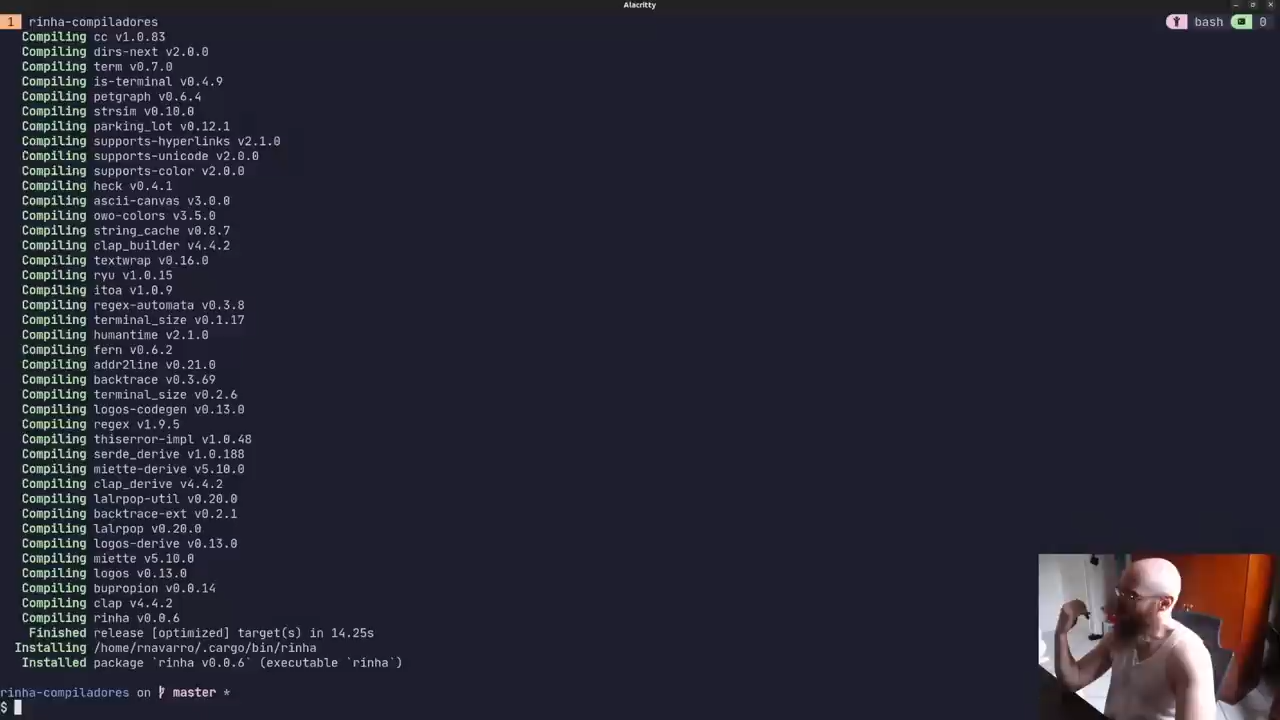 Alacritty
1 rinha-compiladores bash 0
Compiling cc v1.0.83
Compiling dirs-next v2.0.0
Compiling term v0.7.0
Compiling is-terminal v0.4.9
Compiling petgraph v0.6.4
Compiling strsim v0.10.0
Compiling parking_lot v0.12.1
Compiling supports-hyperlinks v2.1.0
Compiling supports-unicode v2.0.0
Compiling supports-color v2.0.0
Compiling heck v0.4.1
Compiling ascii-canvas v3.0.0
Compiling owo-colors v3.5.0
Compiling string_cache v0.8.7
Compiling clap_builder v4.4.2
Compiling textwrap v0.16.0
Compiling ryu v1.0.15
Compiling itoa v1.0.9
Compiling regex-automata v0.3.8
Compiling terminal_size v0.1.17
Compiling humantime v2.1.0
Compiling fern v0.6.2
Compiling addr2line v0.21.0
Compiling backtrace v0.3.69
Compiling terminal_size v0.2.6
Compiling logos-codegen v0.13.0
Compiling regex v1.9.5
Compiling thiserror-impl v1.0.48
Compiling serde_derive v1.0.188
Compiling miette-derive v5.10.0
Compiling clap_derive v4.4.2
Compiling lalrpop-util v0.20.0
Compiling backtrace-ext v0.2.1
Compiling lalrpop v0.20.0
Compiling logos-derive v0.13.0
Compiling miette v5.10.0
Compiling logos v0.13.0
Compiling bupropion v0.0.14
Compiling clap v4.4.2
Compiling rinha v0.0.6
Finished release [optimized] target(s) in 14.25s
Installing /home/rnavarro/.cargo/bin/rinha
Installed package `rinha v0.0.6` (executable `rinha`)
rinha-compiladores on master *
$